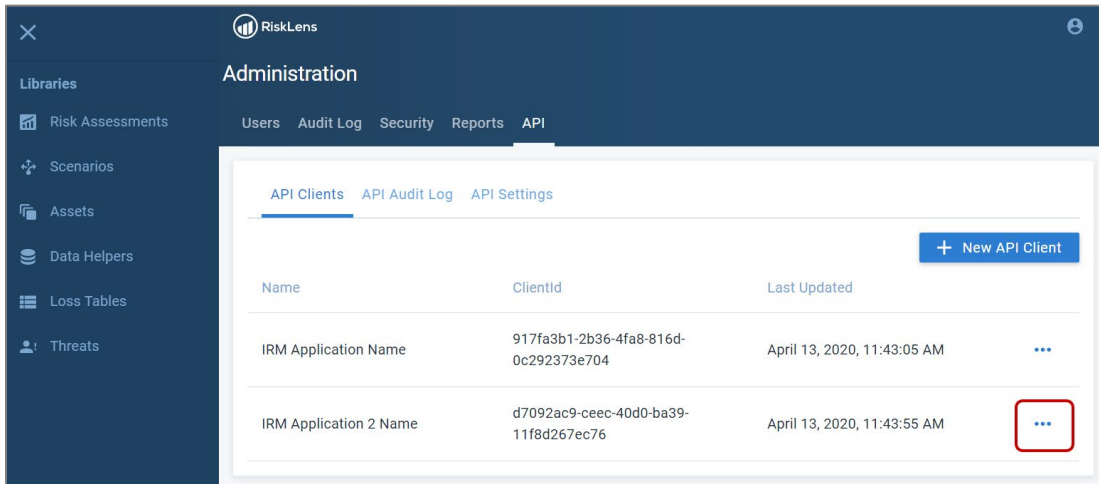 RiskLens
Administration
Libraries
Risk Assessments
Scenarios
Assets
Data Helpers
Loss Tables
Threats
Users Audit Log Security Reports API
API Clients API Audit Log API Settings
+ New API Client
Name ClientId Last Updated
IRM Application Name 917fa3b1-2b36-4fa8-816d- April 13, 2020, 11:43:05 AM
0c292373e704
IRM Application 2 Name d7092ac9-ceec-40d0-ba39- April 13, 2020, 11:43:55 AM
11f8d267ec76